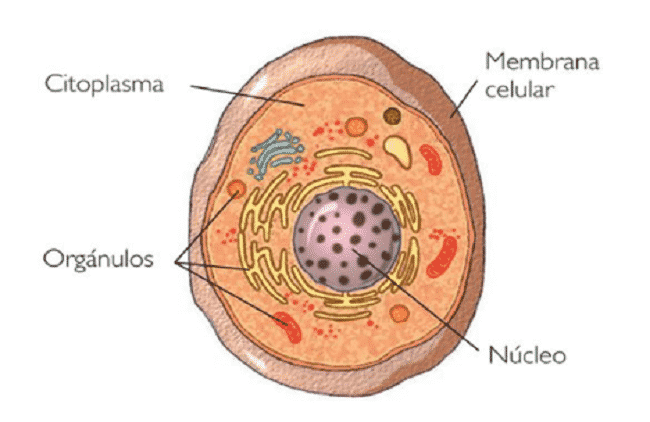 Citoplasma
Membrana
celular
Orgánulos
Núcleo